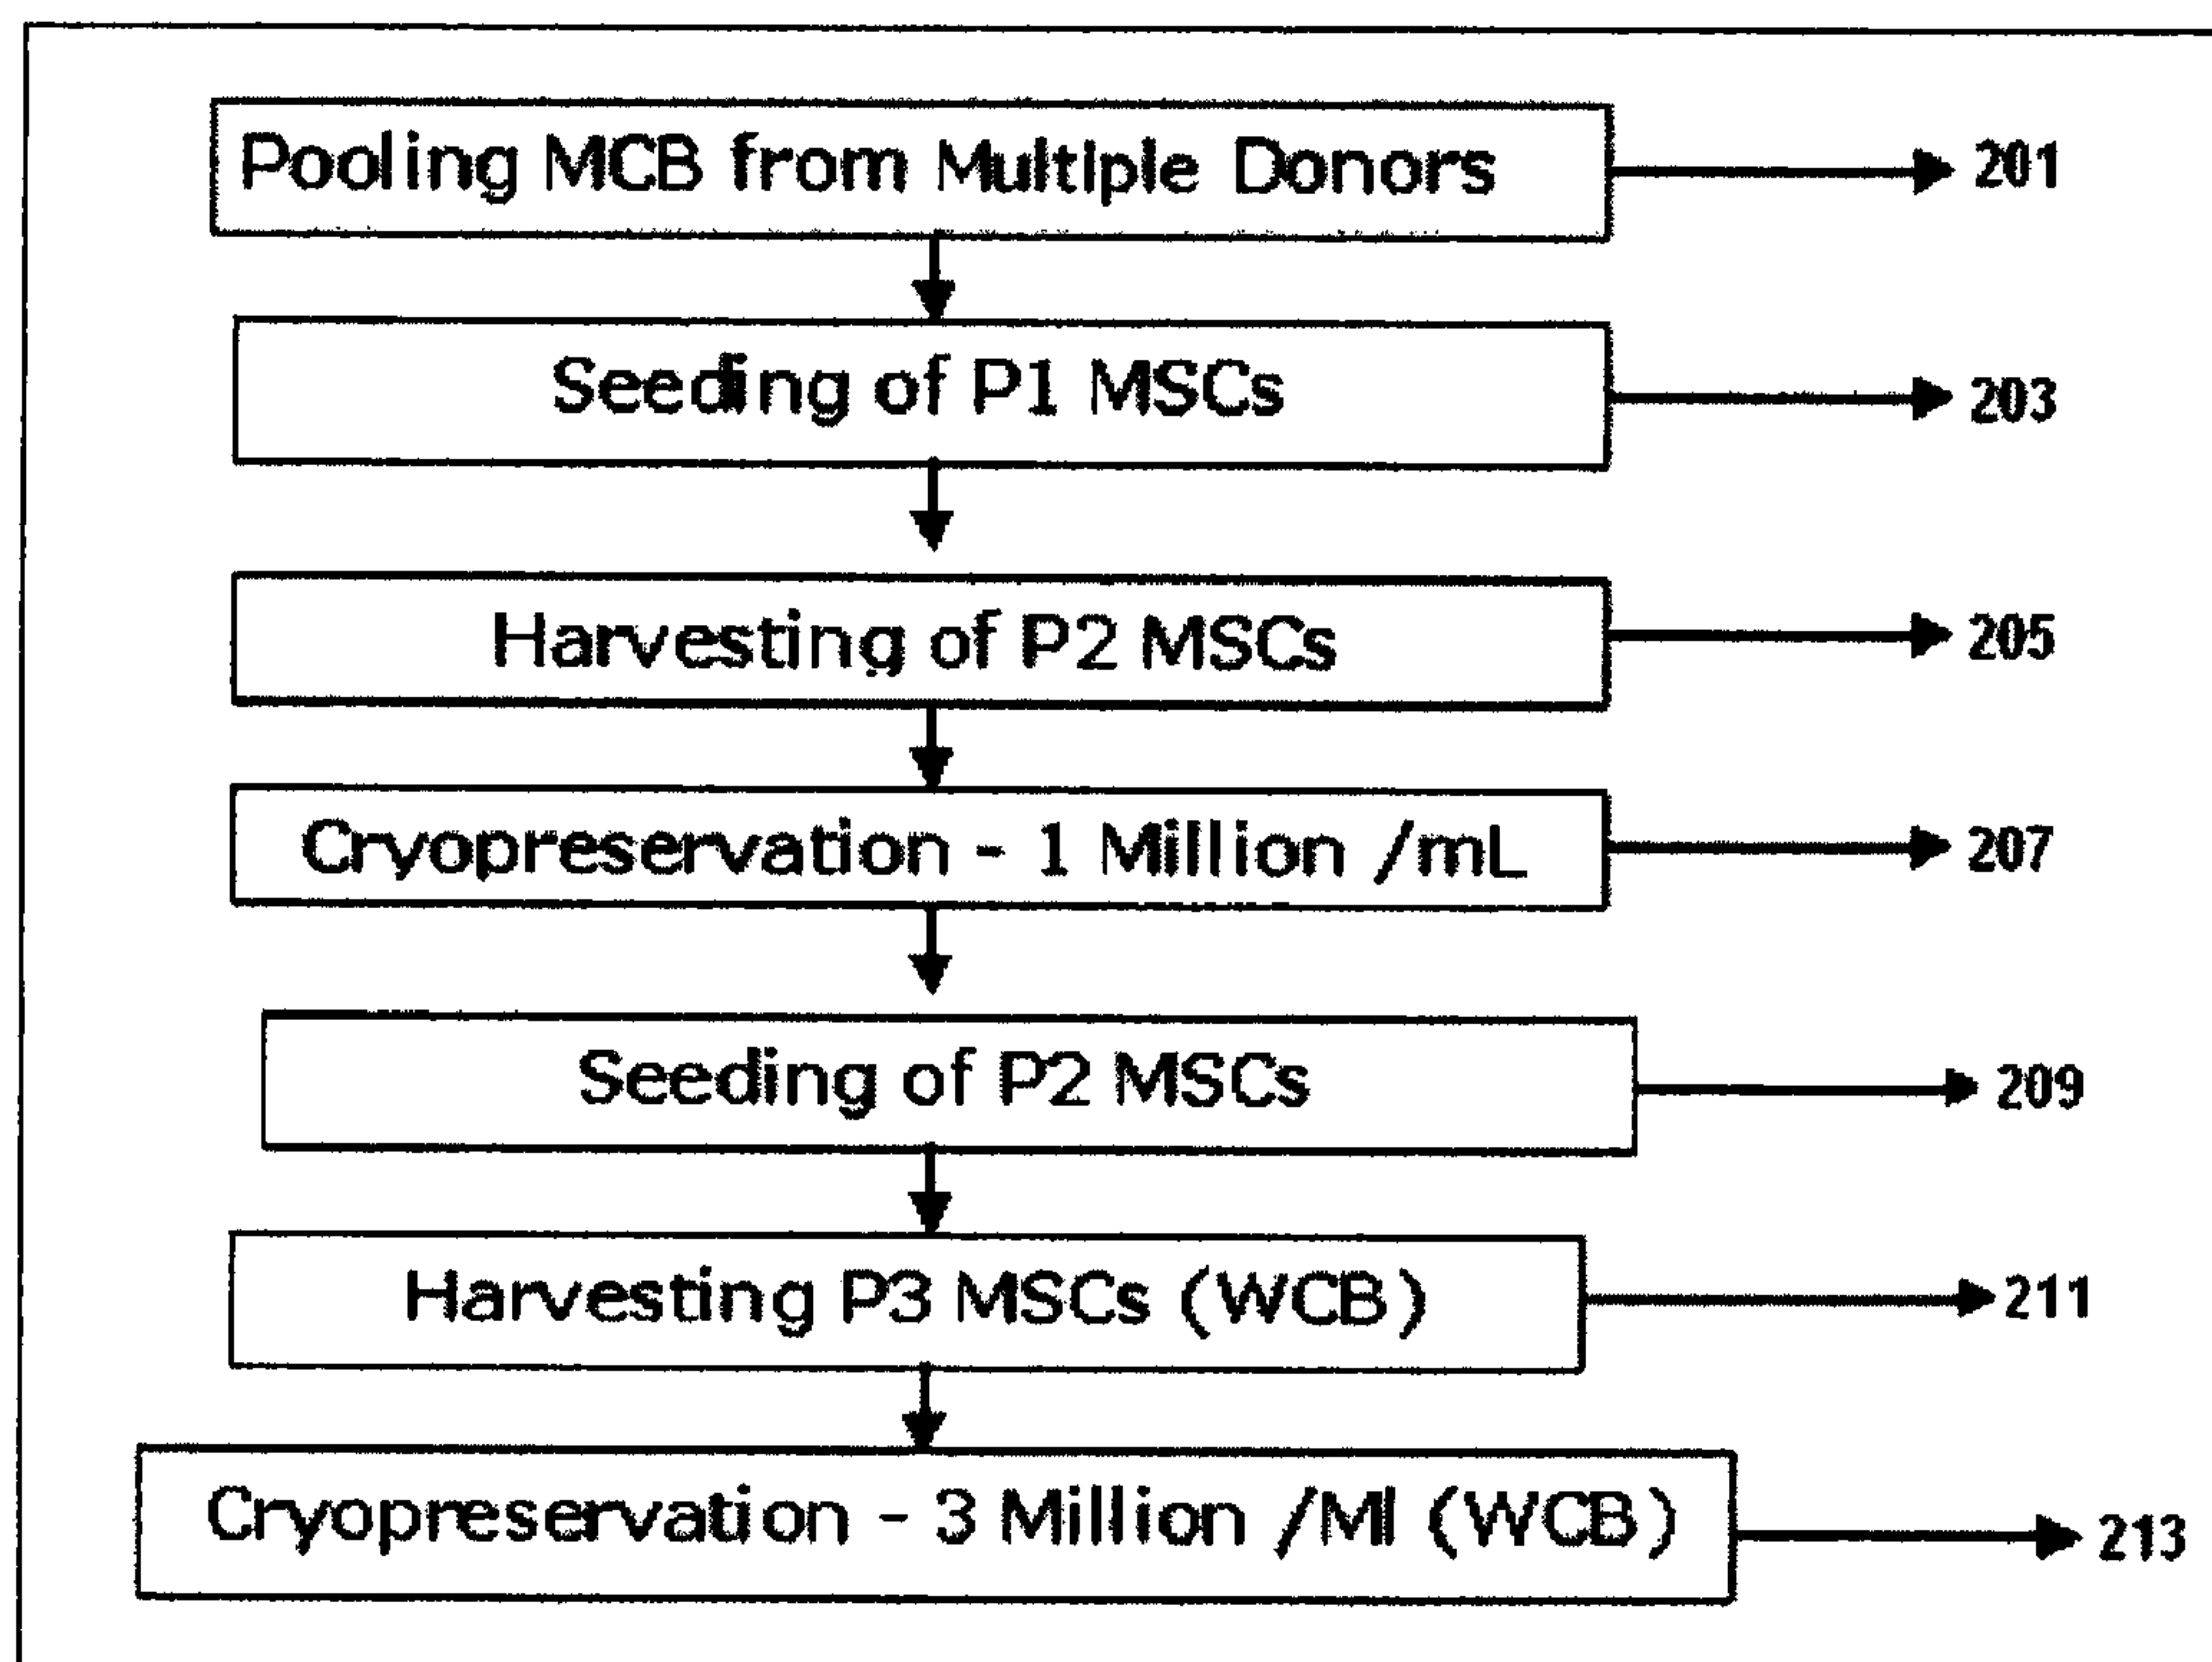 Pooling MCB from Multiple Donors 201
Seeding of P1 MSCs 203
Harvesting of P2 MSCs 205
Cryopreservation - 1 Million /mL 207
Seeding of P2 MSCs 209
Harvesting P3 MSCs (WCB) 211
Cryopreservation - 3 Million /Ml (WCB) 213